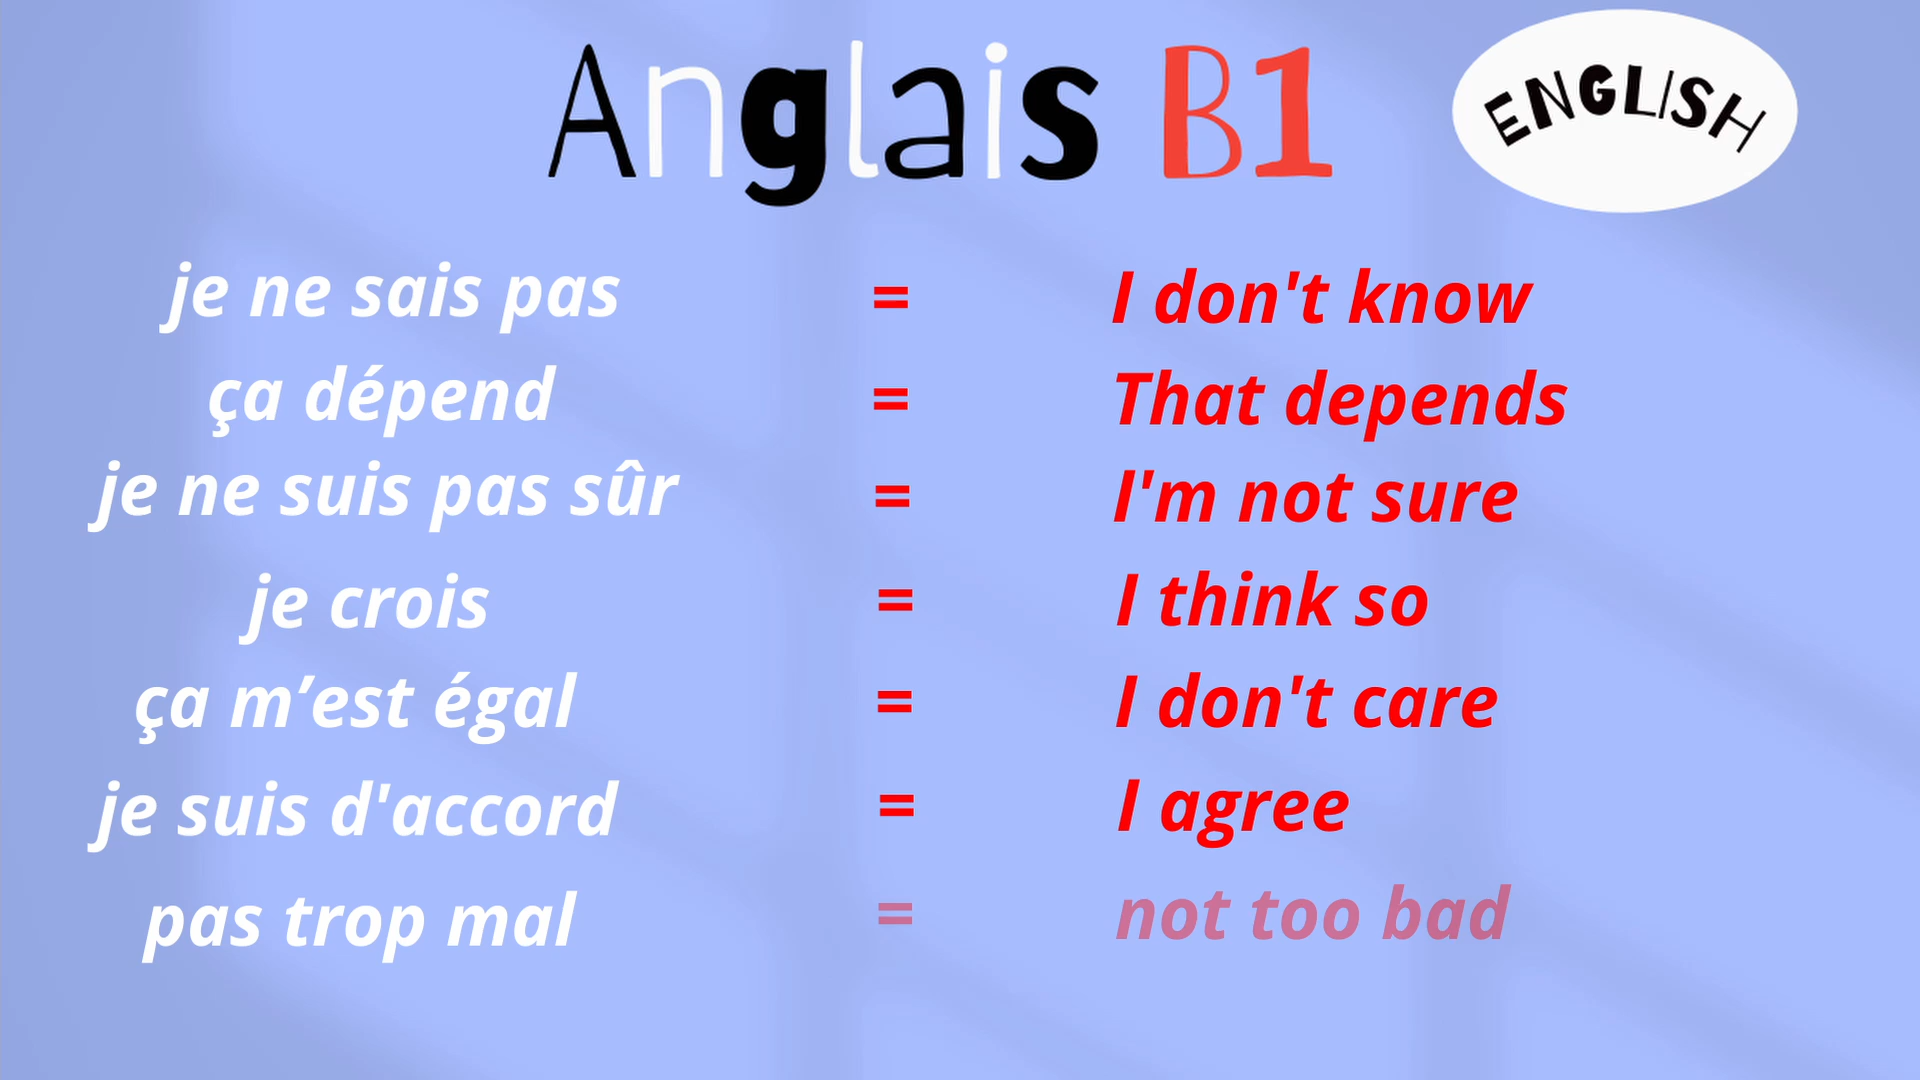 Anglais B1
ENGLISH
je ne sais pas = I don't know
ça dépend = That depends
je ne suis pas sûr = I'm not sure
je crois = I think so
ça m’est égal = I don't care
je suis d'accord = I agree
pas trop mal = not too bad